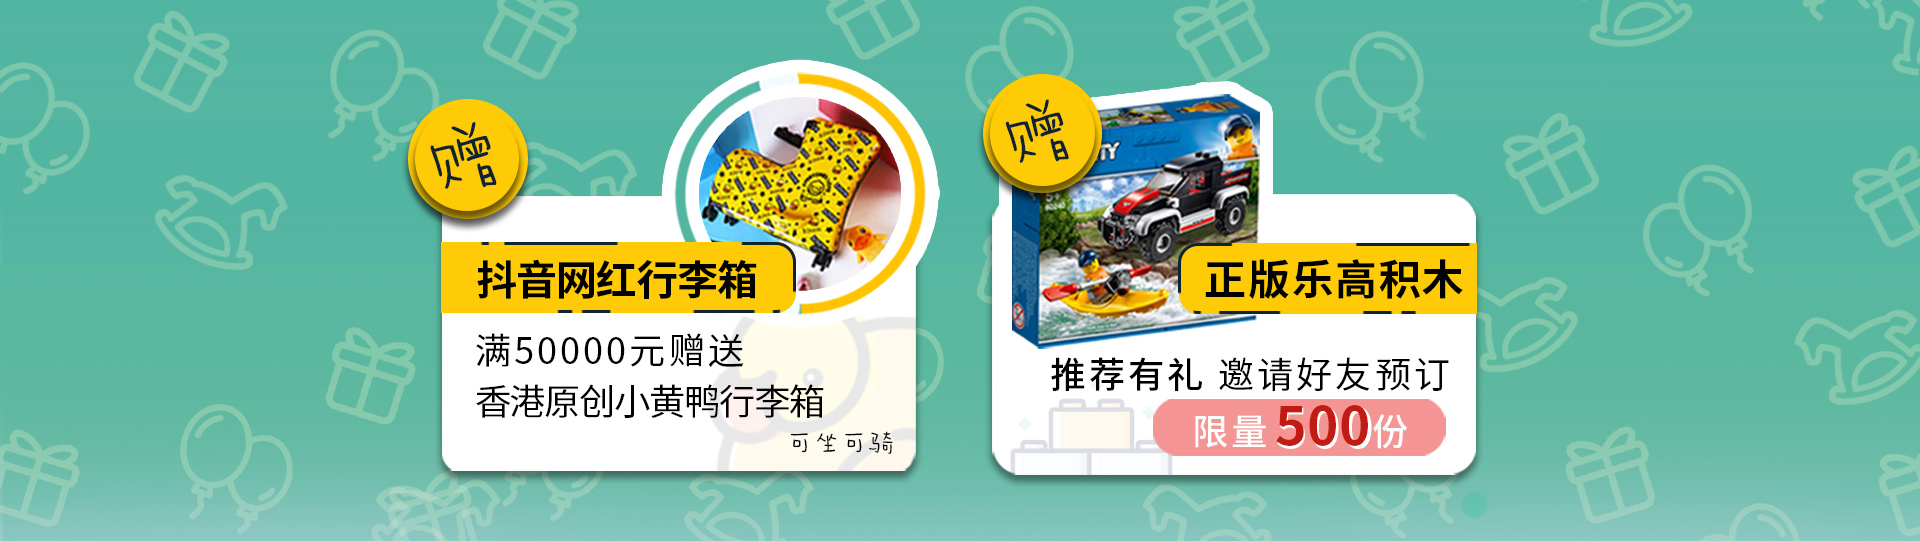 赠
抖音网红行李箱
满50000元赠送
香港原创小黄鸭行李箱
可坐可骑
赠
正版乐高积木
推荐有礼 邀请好友预订
限量500份